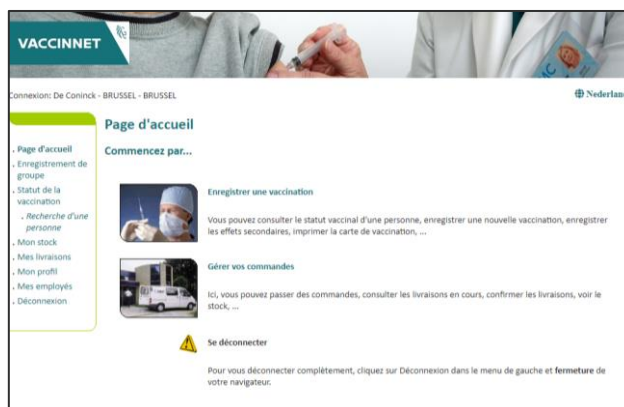 VACCINNET
Connexion: De Coninck - BRUSSEL - BRUSSEL
Nederlan
Page d'accueil
Enregistrement de
groupe
Statut de la
vaccination
Recherche d'une
personne
Mon stock
Mes livraisons
Mon profil
Mes employés
Déconnexion
Page d'accueil
Commencez par...
Enregistrer une vaccination
Vous pouvez consulter le statut vaccinal d'une personne, enregistrer une nouvelle vaccination, enregistrer
les effets secondaires, imprimer la carte de vaccination, ...
Gérer vos commandes
Ici, vous pouvez passer des commandes, consulter les livraisons en cours, confirmer les livraisons, voir le
stock, ...
Se déconnecter
Pour vous déconnecter complètement, cliquez sur Déconnexion dans le menu de gauche et fermeture de
votre navigateur.